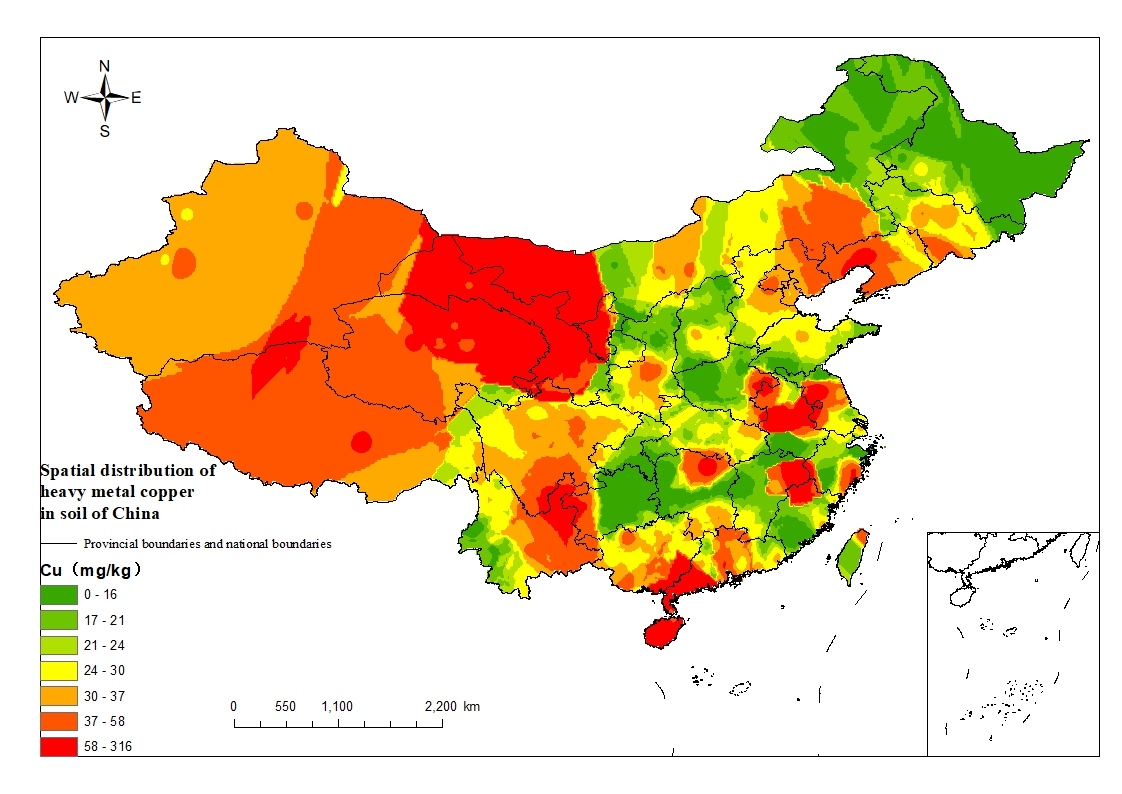 N
W E
S
Spatial distribution of
heavy metal copper
in soil of China
Provincial boundaries and national boundaries
Cu（mg/kg）
0 - 16
17 - 21
21 - 24
24 - 30
30 - 37
37 - 58
58 - 316
0 550 1,100 2,200 km